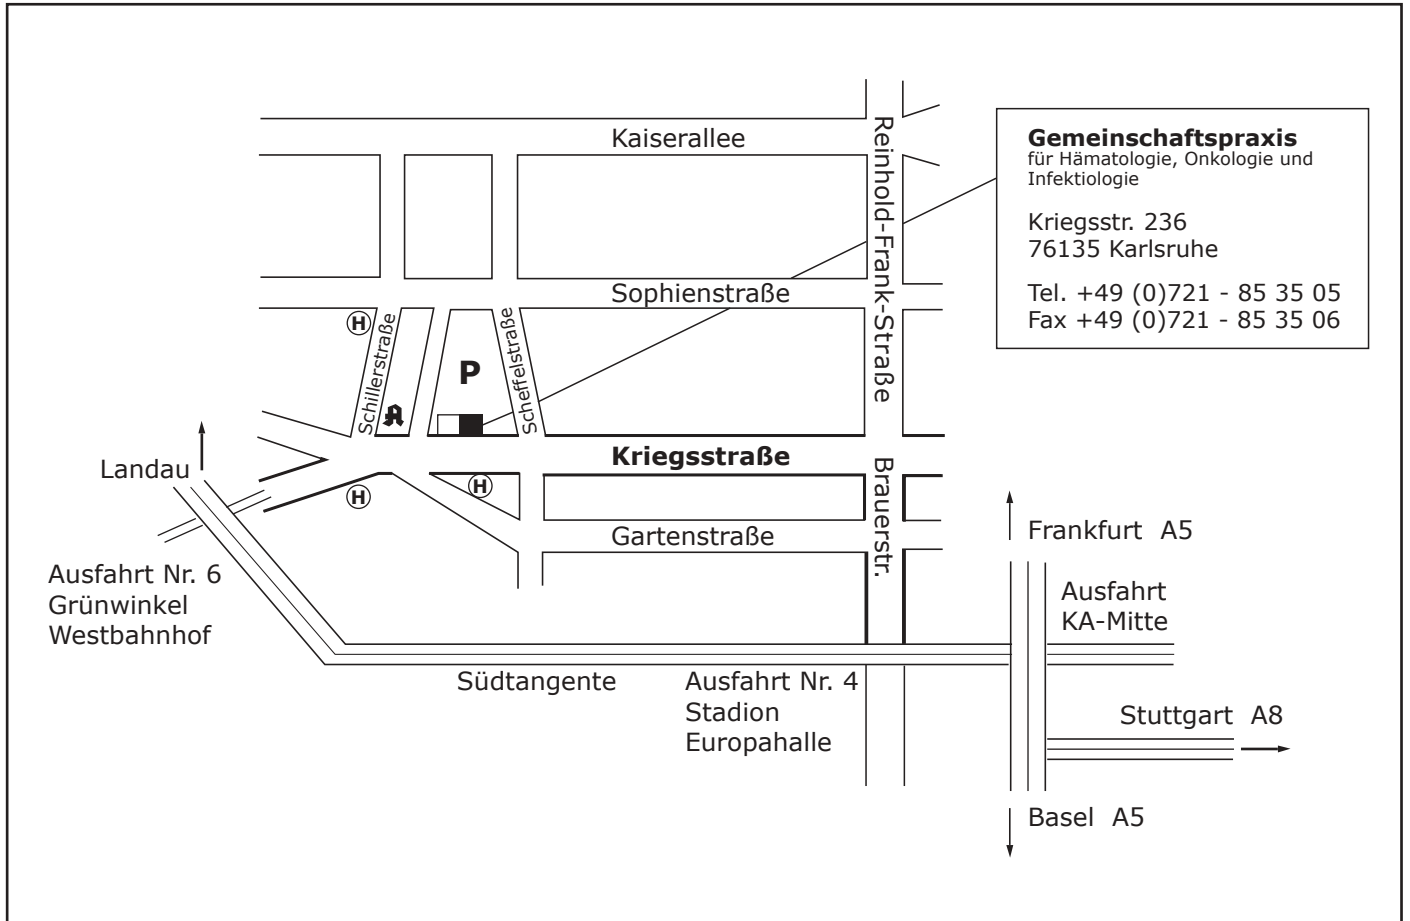 Kaiserallee
Reinhold-Frank-Straße
Gemeinschaftspraxis
für Hämatologie, Onkologie und
Infektiologie
Kriegsstr. 236
76135 Karlsruhe
Tel. +49 (0)721 - 85 35 05
Fax +49 (0)721 - 85 35 06
Sophienstraße
H
Schillerstraße
A
P
Scheffelstraße
Kriegsstraße
Brauerstr.
Landau
H
H
Gartenstraße
Frankfurt A5
Ausfahrt Nr. 6
Grünwinkel
Westbahnhof
Ausfahrt
KA-Mitte
Südtangente
Ausfahrt Nr. 4
Stadion
Europahalle
Stuttgart A8
Basel A5